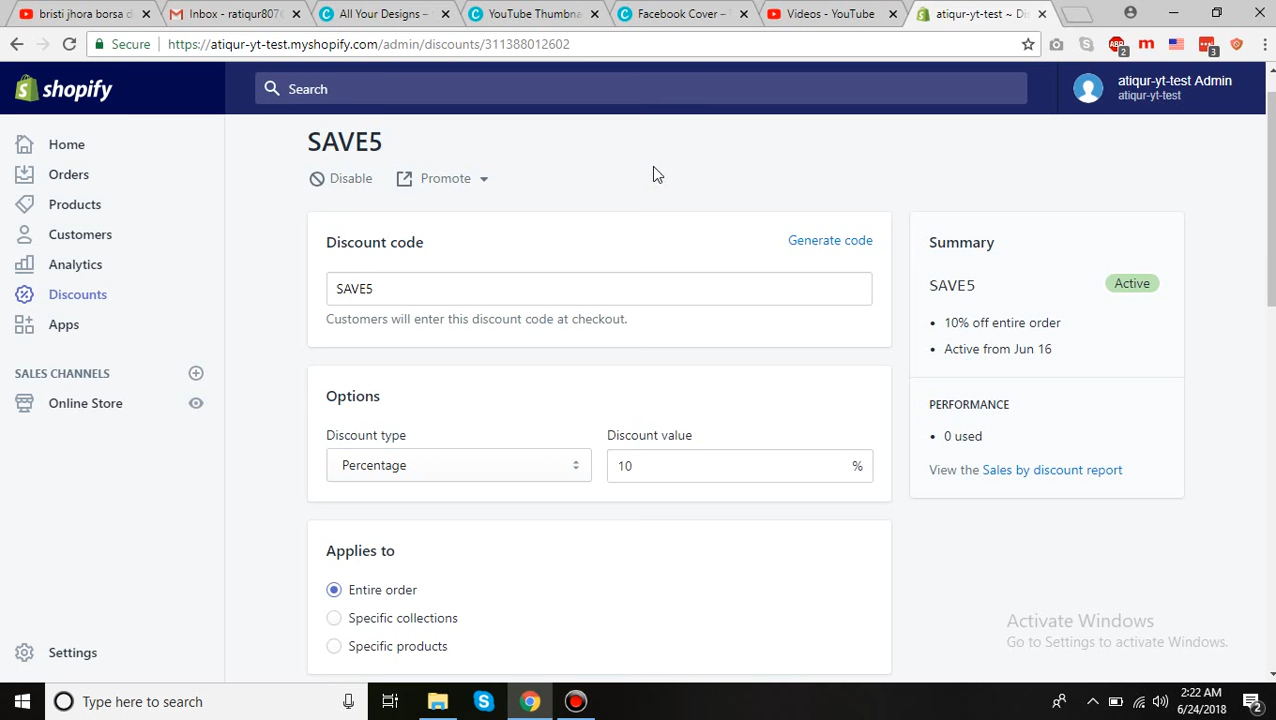 bristi jhora borsa d
Inbox - ratiqur807
All Your Designs –
YouTube Thumbna
Facebook Cover –
Videos - YouTube
atiqur-yt-test ~ Di
Secure
https://atiqur-yt-test.myshopify.com/admin/discounts/311388012602
ABP
2
m
3
shopify
Search
atiqur-yt-test Admin
atiqur-yt-test
Home
Orders
Products
Customers
Analytics
Discounts
Apps
SALES CHANNELS
Online Store
Settings
SAVE5
Disable
Promote
Discount code
Generate code
SAVE5
Customers will enter this discount code at checkout.
Options
Discount type
Discount value
Percentage
10
%
Applies to
Entire order
Specific collections
Specific products
Summary
SAVE5
Active
• 10% off entire order
• Active from Jun 16
PERFORMANCE
• 0 used
View the Sales by discount report
Activate Windows
Go to Settings to activate Windows.
Type here to search
2:22 AM
6/24/2018
2